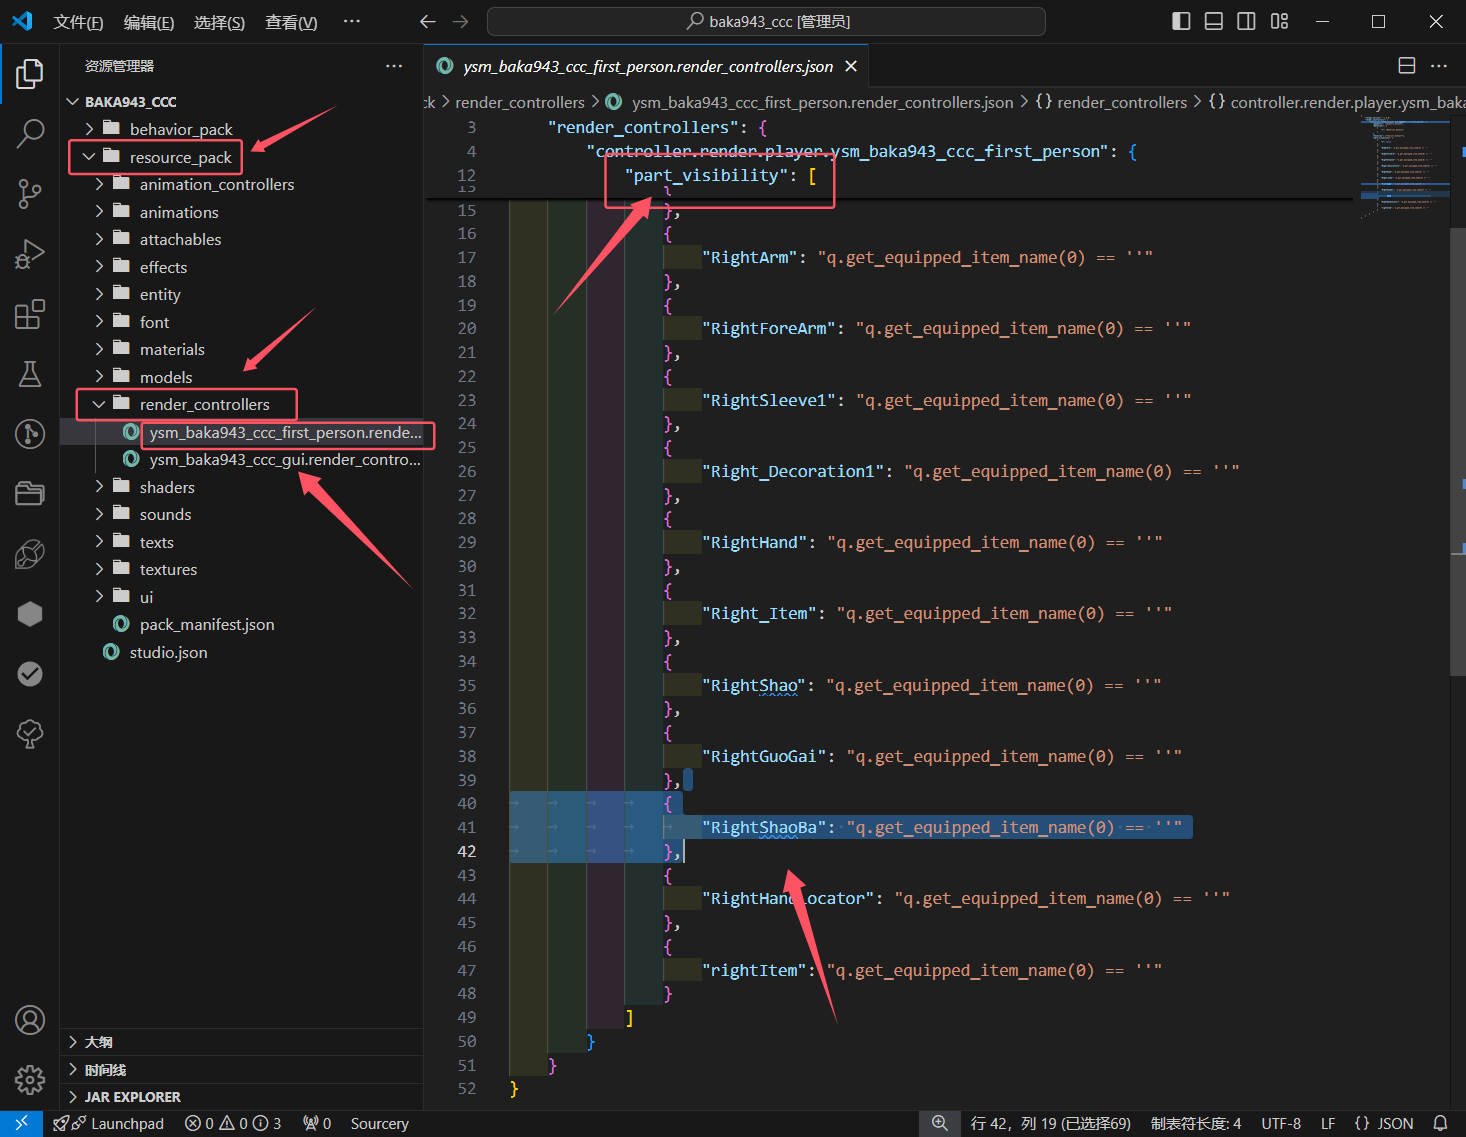 文件(F) 编辑(E) 选择(S) 查看(V) ··· baka943_ccc [管理员]
资源管理器
BAKA943_CCC
behavior_pack
resource_pack
animation_controllers
animations
attachables
effects
entity
font
materials
models
render_controllers
ysm_baka943_ccc_first_person.rende...
ysm_baka943_ccc_gui.render_contro...
shaders
sounds
texts
textures
ui
pack_manifest.json
studio.json
大纲
时间线
JAR EXPLORER
ysm_baka943_ccc_first_person.render_controllers.json
ck > render_controllers > ysm_baka943_ccc_first_person.render_controllers.json > {} render_controllers > {} controller.render.player.ysm_baka
3 "render_controllers": {
4 "controller.render.player.ysm_baka943_ccc_first_person": {
12 "part_visibility": [
15 },
16 {
17 "RightArm": "q.get_equipped_item_name(0) == ''"
18 },
19 {
20 "RightForeArm": "q.get_equipped_item_name(0) == ''"
21 },
22 {
23 "RightSleeve1": "q.get_equipped_item_name(0) == ''"
24 },
25 {
26 "Right_Decoration1": "q.get_equipped_item_name(0) == ''"
27 },
28 {
29 "RightHand": "q.get_equipped_item_name(0) == ''"
30 },
31 {
32 "Right_Item": "q.get_equipped_item_name(0) == ''"
33 },
34 {
35 "RightShao": "q.get_equipped_item_name(0) == ''"
36 },
37 {
38 "RightGuoGai": "q.get_equipped_item_name(0) == ''"
39 },
40 {
41 "RightShaoBa": "q.get_equipped_item_name(0) == ''"
42 },
43 {
44 "RightHandLocator": "q.get_equipped_item_name(0) == ''"
45 },
46 {
47 "rightItem": "q.get_equipped_item_name(0) == ''"
48 }
49 ]
50 }
51 }
52 }
Launchpad 0 0 3 0 Sourcery 行 42，列 19 (已选择69) 制表符长度: 4 UTF-8 LF {} JSON